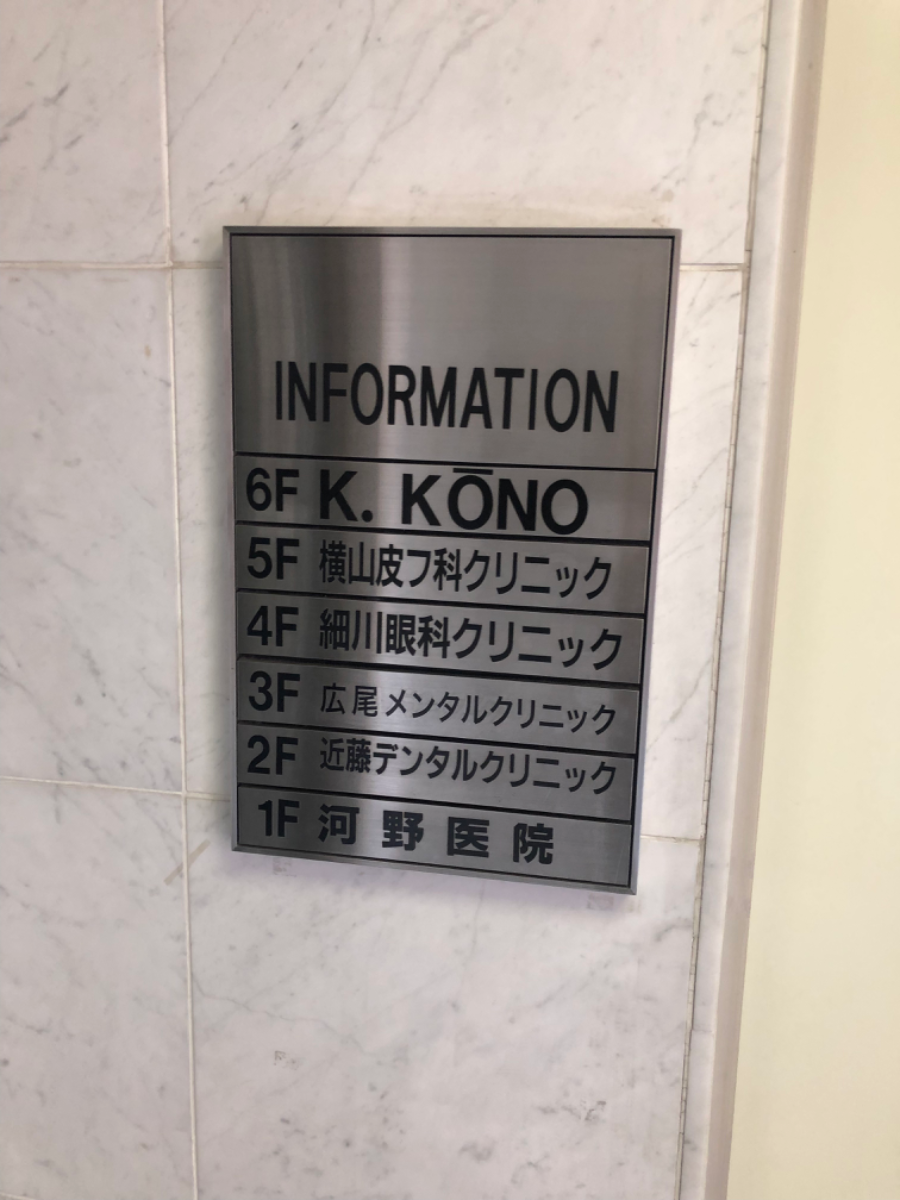 INFORMATION
6F K. KŌNO
5F 横山皮フ科クリニック
4F 細川眼科クリニック
3F 広尾メンタルクリニック
2F 近藤デンタルクリニック
1F 河野医院